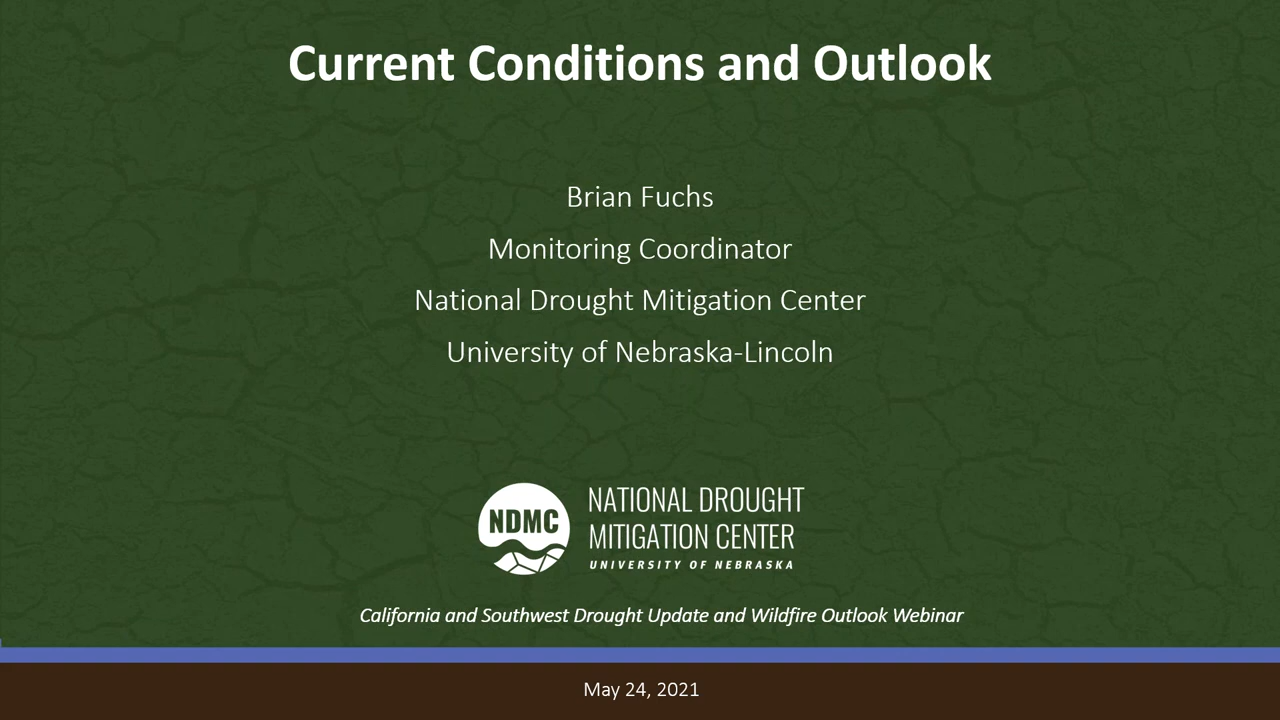 Current Conditions and Outlook
Brian Fuchs
Monitoring Coordinator
National Drought Mitigation Center
University of Nebraska-Lincoln
NDMC
NATIONAL DROUGHT
MITIGATION CENTER
UNIVERSITY OF NEBRASKA
California and Southwest Drought Update and Wildfire Outlook Webinar
May 24, 2021